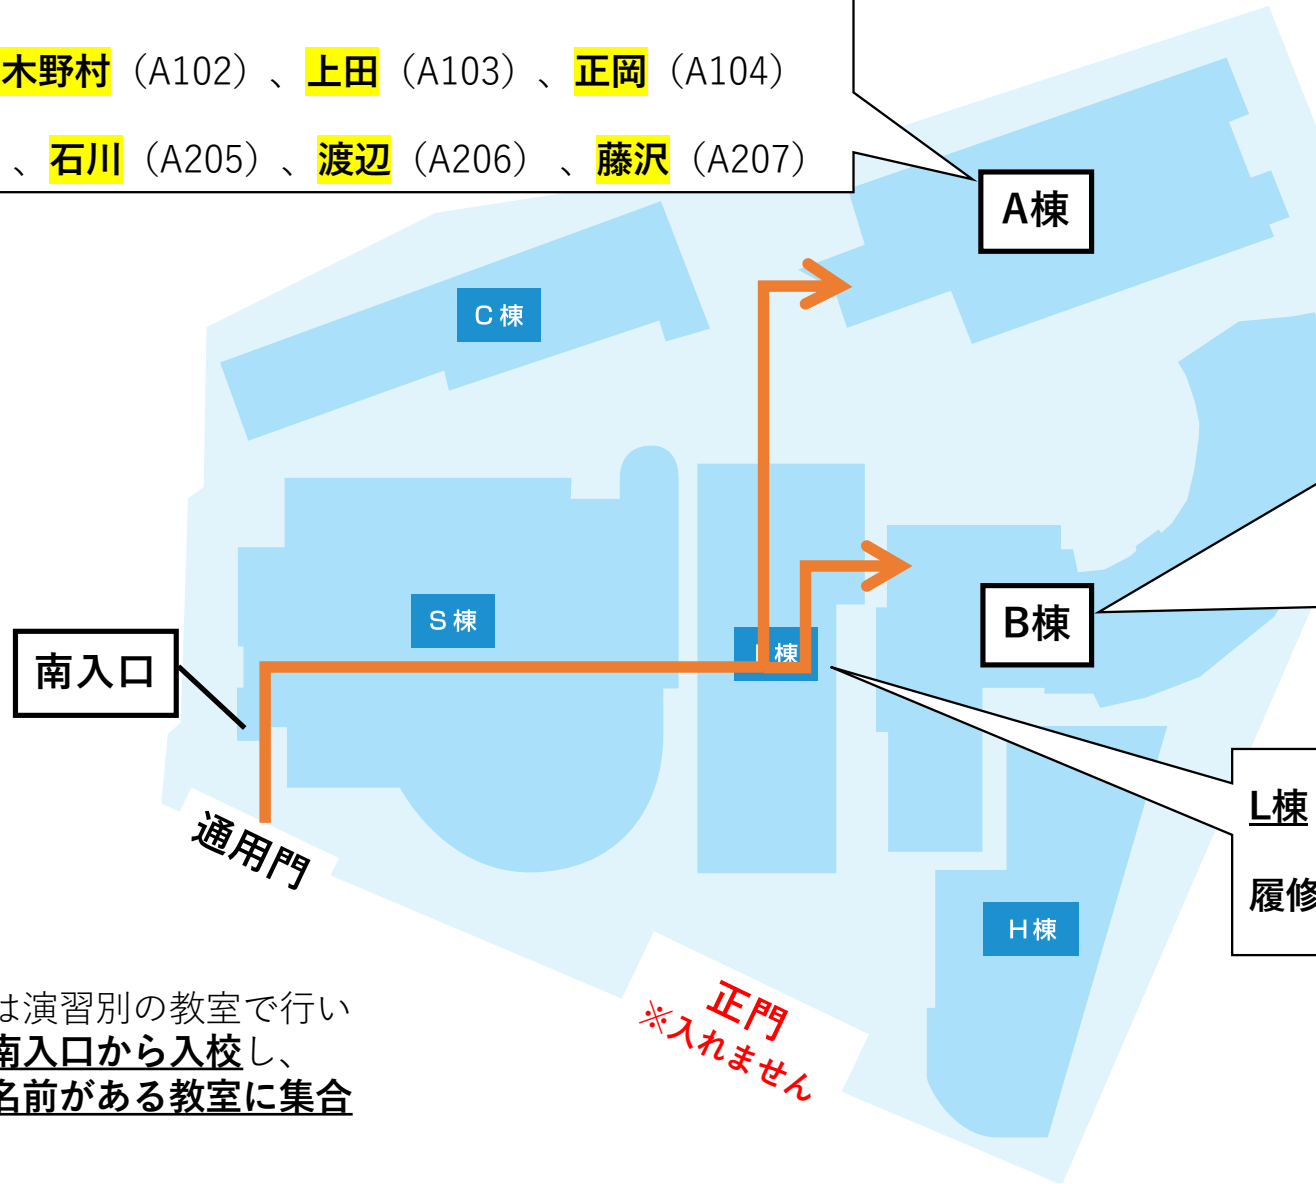 木野村（A102）、上田（A103）、正岡（A104）
、石川（A205）、渡辺（A206）、藤沢（A207）
A棟
C棟
S棟
棟
B棟
南入口
L棟
履修
通用門
H棟
正門
※入れません
は演習別の教室で行い
南入口から入校し、
名前がある教室に集合